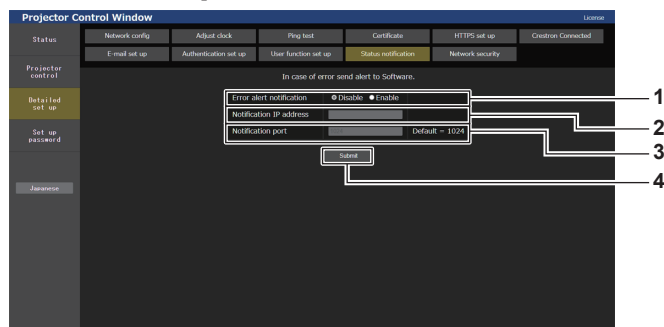 Projector Control Window
License
Status
Network config
Adjust clock
Ping test
Certificate
HTTPS set up
Crestron Connected
E-mail set up
Authentication set up
User function set up
Status notification
Network security
Projector
control
In case of error send alert to Software.
Detailed
set up
Error alert notification
Disable
Enable
1
Notification IP address
2
Notification port
Default = 1024
3
Set up
password
Submit
4
Japanese